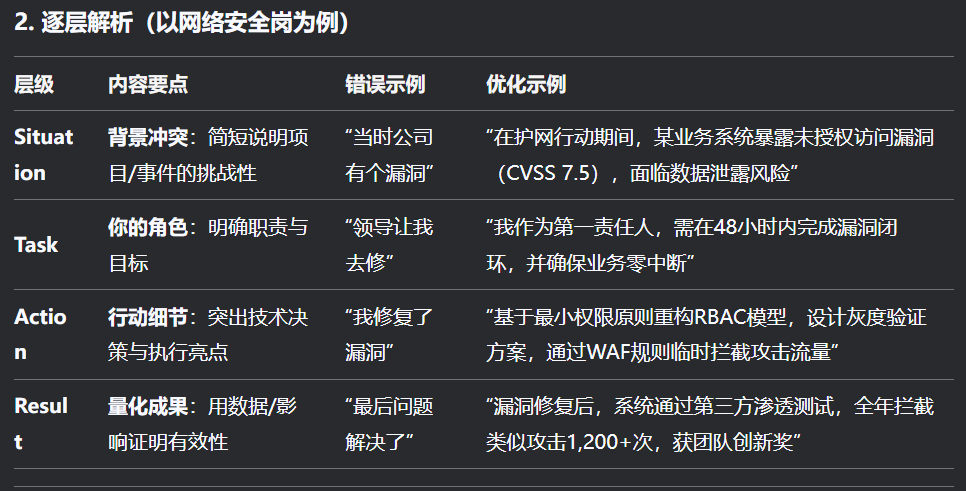 2. 逐层解析（以网络安全岗为例）
层级 内容要点 错误示例 优化示例
Situat 背景冲突：简短说明项 “当时公司 “在护网行动期间，某业务系统暴露未授权访问漏洞
ion 目/事件的挑战性 有个漏洞” （CVSS 7.5），面临数据泄露风险”
Task 你的角色：明确职责与 “领导让我 “我作为第一责任人，需在48小时内完成漏洞闭
目标 去修” 环，并确保业务零中断”
Actio 行动细节：突出技术决 “我修复了 “基于最小权限原则重构RBAC模型，设计灰度验证
n 策与执行亮点 漏洞” 方案，通过WAF规则临时拦截攻击流量”
Resul 量化成果：用数据/影 “最后问题 “漏洞修复后，系统通过第三方渗透测试，全年拦截
t 响证明有效性 解决了” 类似攻击1,200+次，获团队创新奖”